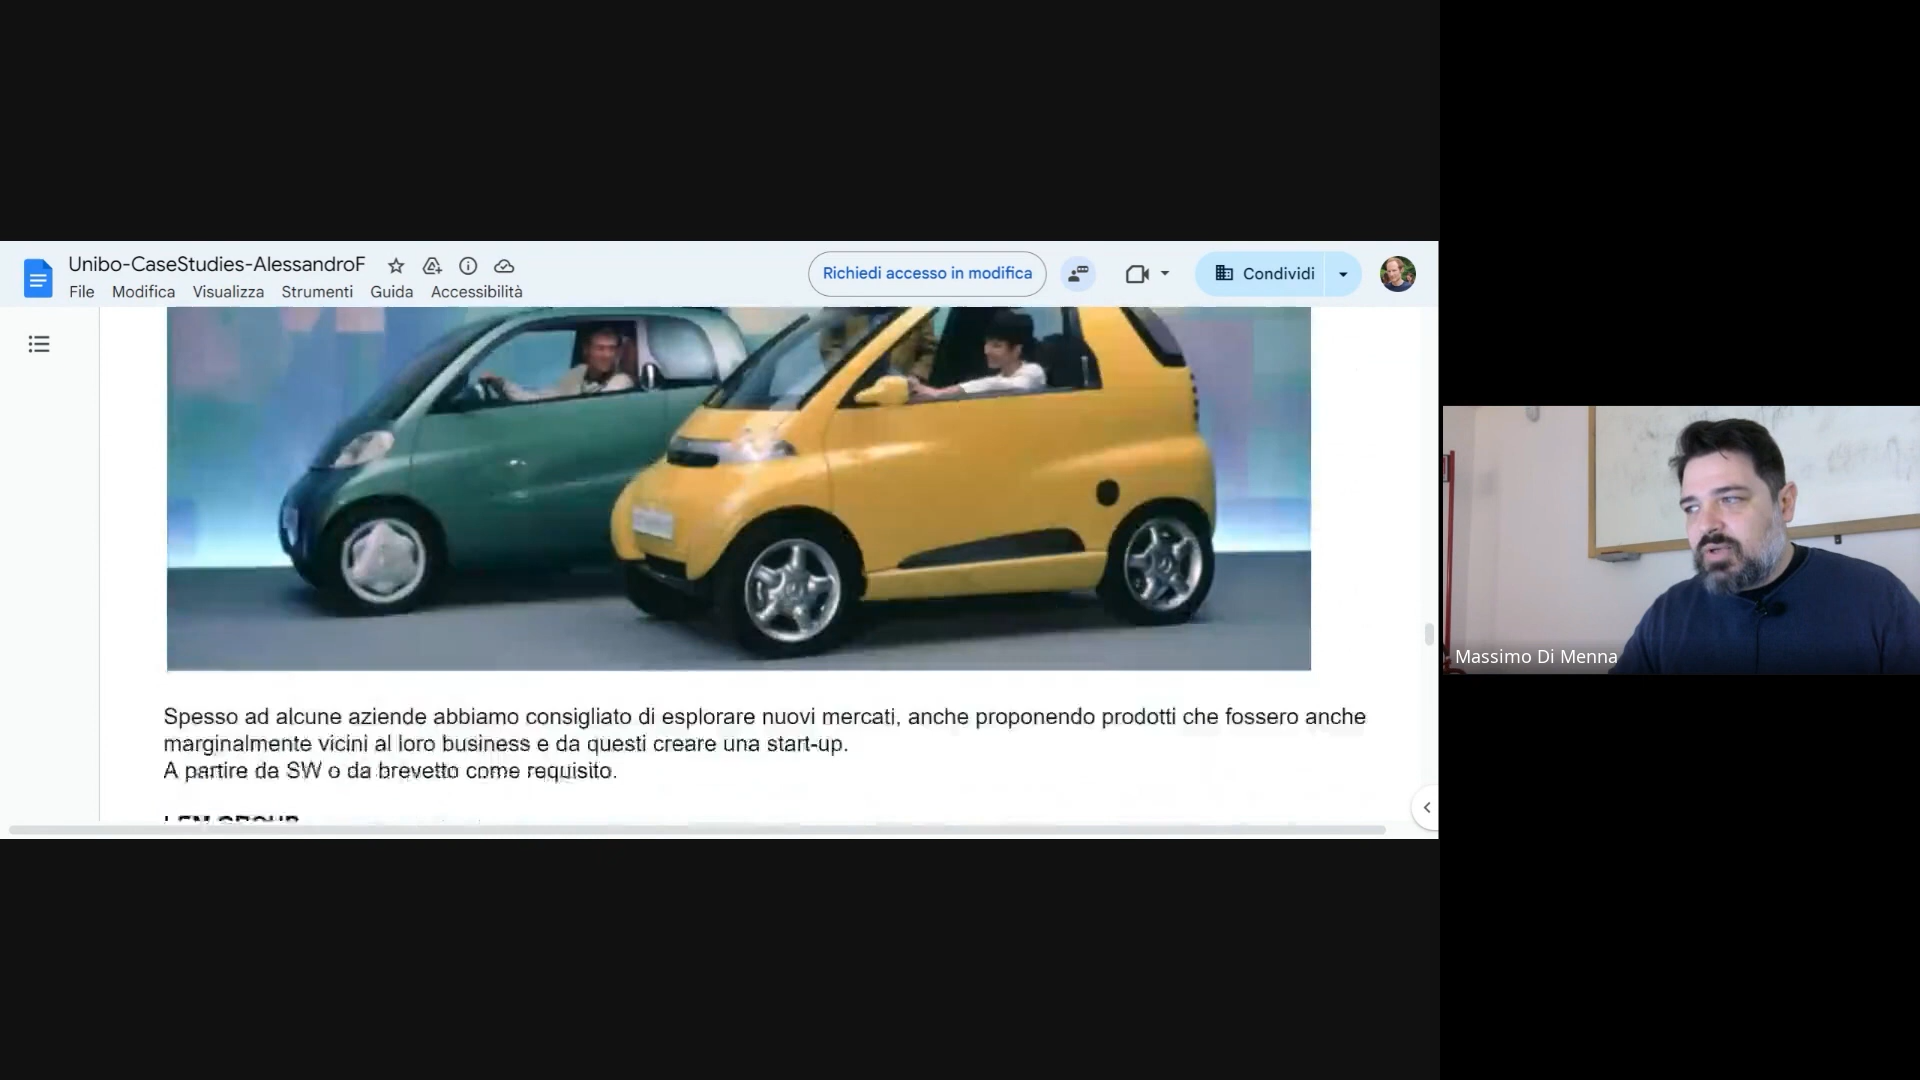 Unibo-CaseStudies-AlessandroF
File Modifica Visualizza Strumenti Guida Accessibilità
Richiedi accesso in modifica
Condividi
Spesso ad alcune aziende abbiamo consigliato di esplorare nuovi mercati, anche proponendo prodotti che fossero anche
marginalmente vicini al loro business e da questi creare una start-up.
A partire da SW o da brevetto come requisito.
Massimo Di Menna